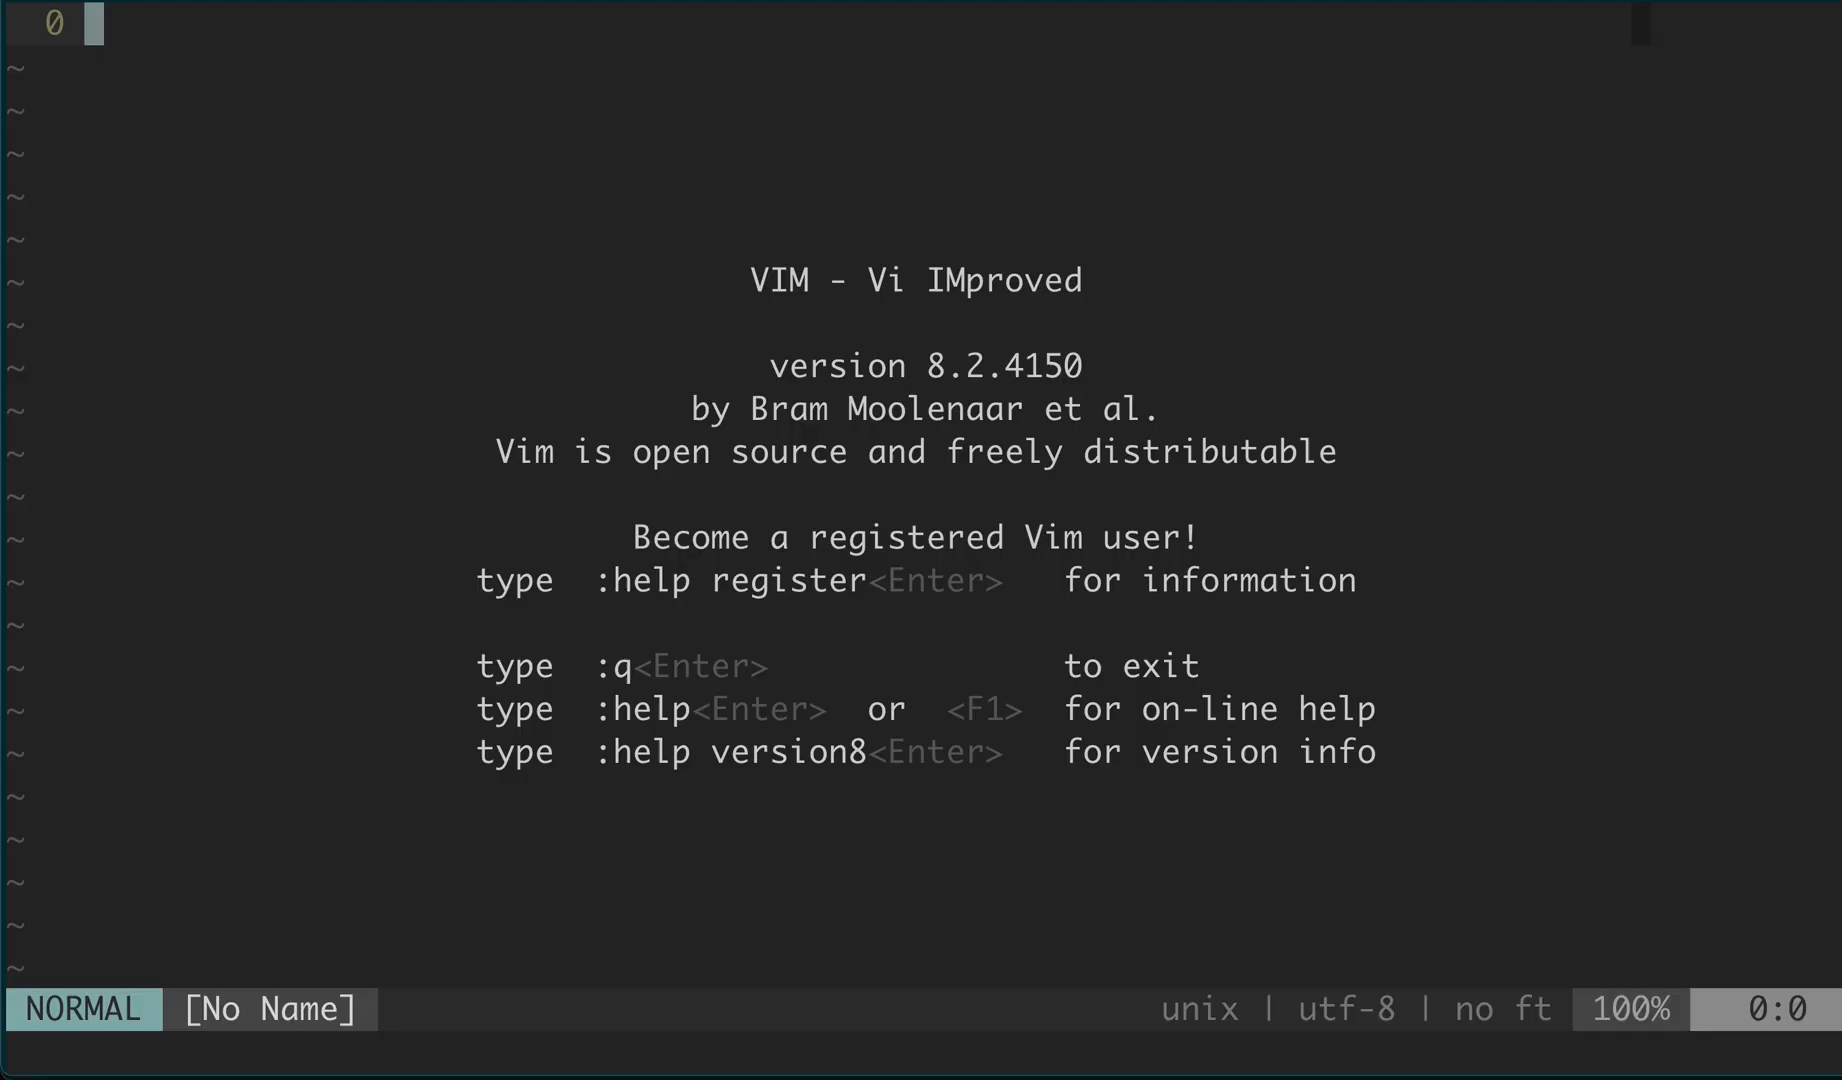 0
~
~
~
~
~
~ VIM - Vi IMproved
~
~ version 8.2.4150
~ by Bram Moolenaar et al.
~ Vim is open source and freely distributable
~
~ Become a registered Vim user!
~ type :help register<Enter> for information
~
~ type :q<Enter> to exit
~ type :help<Enter> or <F1> for on-line help
~ type :help version8<Enter> for version info
~
~
~
~
~
NORMAL [No Name] unix | utf-8 | no ft 100% 0:0